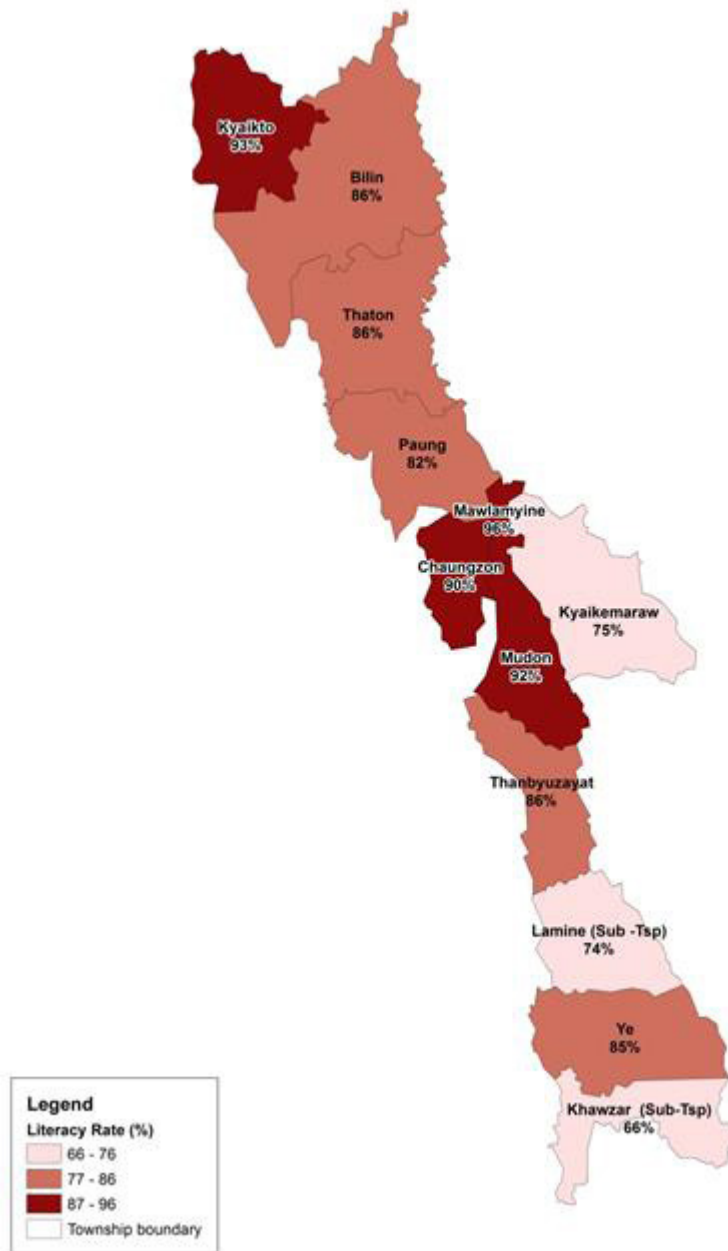 Kyaikto
93%
Bilin
86%
Thaton
86%
Paung
82%
Mawlamyine
96%
Chaungzon
90%
Kyaikemaraw
75%
Mudon
92%
Thanbyuzayat
86%
Lamine (Sub -Tsp)
74%
Ye
85%
Khawzar (Sub-Tsp)
66%
Legend
Literacy Rate (%)
66 - 76
77 - 86
87 - 96
Township boundary